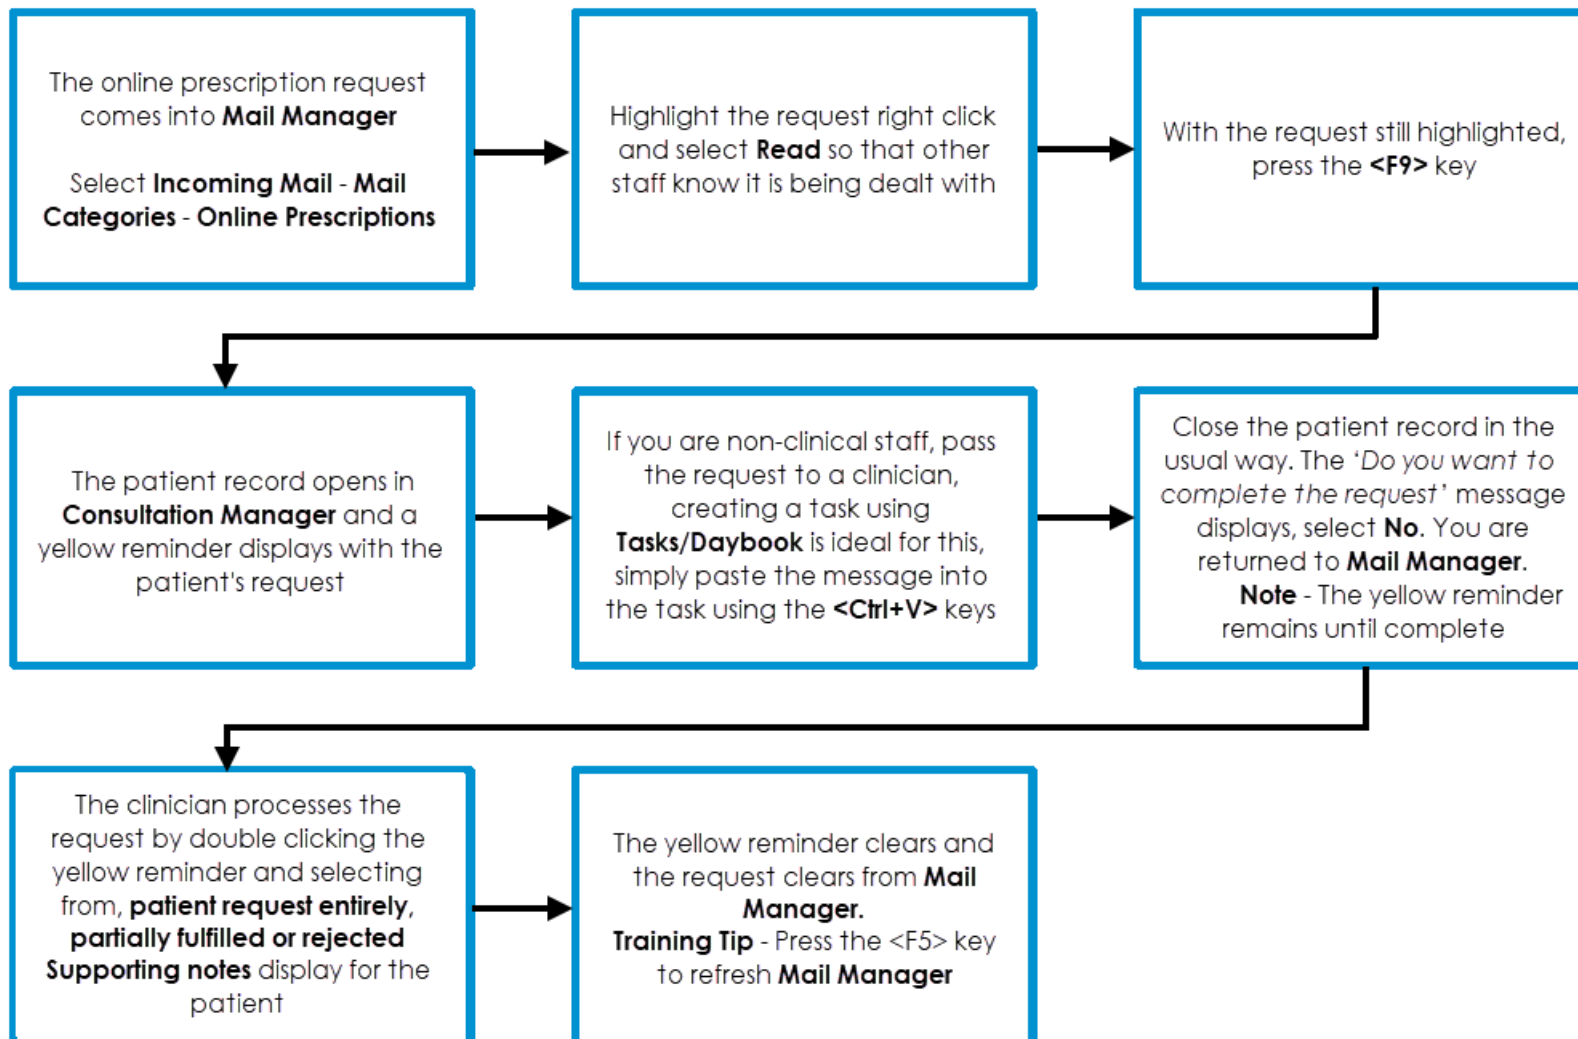 The online prescription request
comes into Mail Manager
Select Incoming Mail - Mail
Categories - Online Prescriptions
Highlight the request right click
and select Read so that other
staff know it is being dealt with
With the request still highlighted,
press the <F9> key
The patient record opens in
Consultation Manager and a
yellow reminder displays with the
patient's request
If you are non-clinical staff, pass
the request to a clinician,
creating a task using
Tasks/Daybook is ideal for this,
simply paste the message into
the task using the <Ctrl+V> keys
Close the patient record in the
usual way. The ‘Do you want to
complete the request’ message
displays, select No. You are
returned to Mail Manager.
Note - The yellow reminder
remains until complete
The clinician processes the
request by double clicking the
yellow reminder and selecting
from, patient request entirely,
partially fulfilled or rejected
Supporting notes display for the
patient
The yellow reminder clears and
the request clears from Mail
Manager.
Training Tip - Press the <F5> key
to refresh Mail Manager